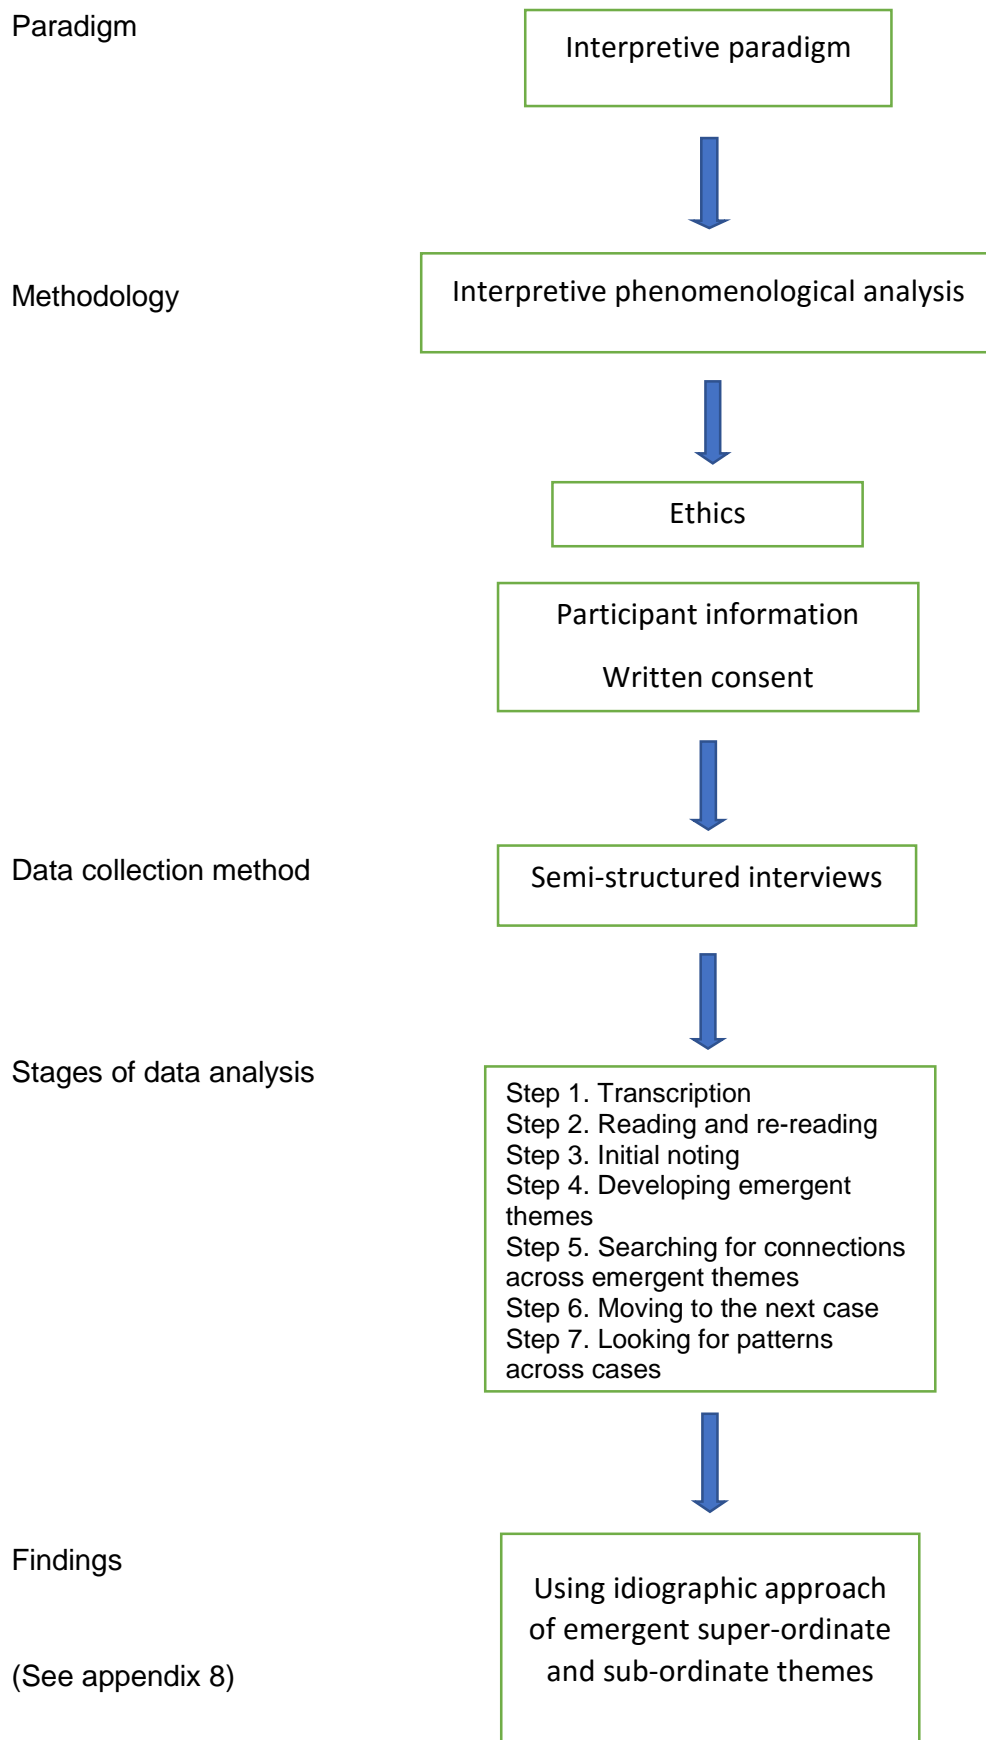 Paradigm
Interpretive paradigm
Methodology
Interpretive phenomenological analysis
Ethics
Participant information
Written consent
Data collection method
Semi-structured interviews
Stages of data analysis
Step 1. Transcription
Step 2. Reading and re-reading
Step 3. Initial noting
Step 4. Developing emergent
themes
Step 5. Searching for connections
across emergent themes
Step 6. Moving to the next case
Step 7. Looking for patterns
across cases
Findings
(See appendix 8)
Using idiographic approach
of emergent super-ordinate
and sub-ordinate themes